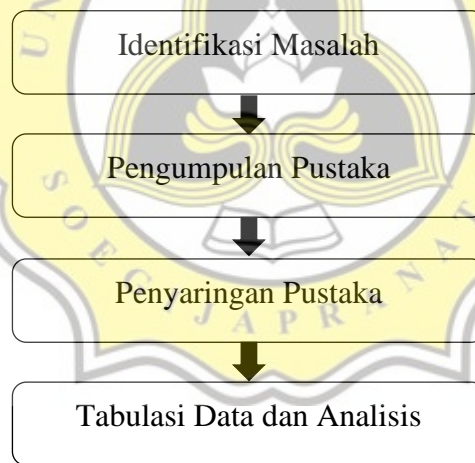 Identifikasi Masalah
Pengumpulan Pustaka
Penyaringan Pustaka
Tabulasi Data dan Analisis
U N
S O E G I J A P R A N A T